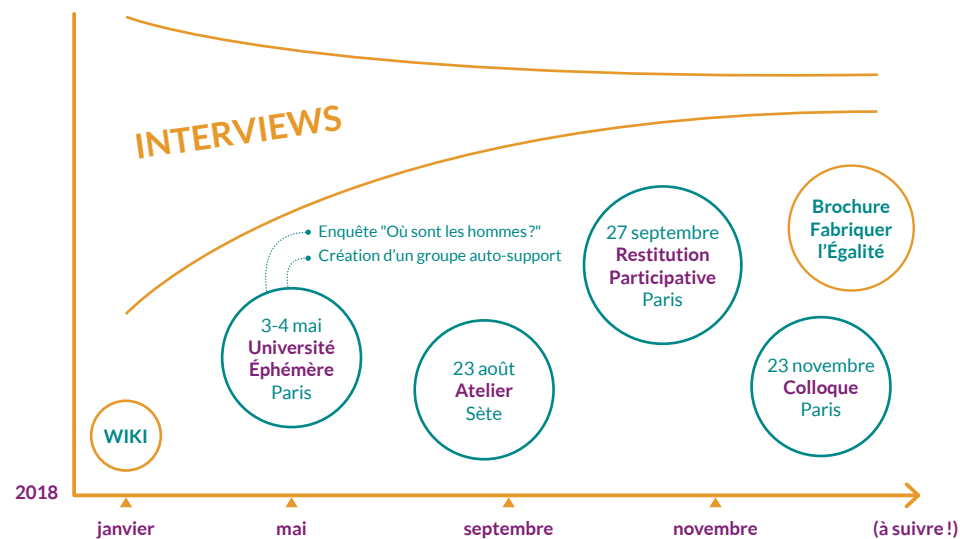 INTERVIEWS
Enquête "Où sont les hommes ?"
Création d'un groupe auto-support
3-4 mai
Université
Éphémère
Paris
23 août
Atelier
Sète
27 septembre
Restitution
Participative
Paris
Brochure
Fabriquer
l'Égalité
23 novembre
Colloque
Paris
WIKI
2018
janvier
mai
septembre
novembre
(à suivre !)